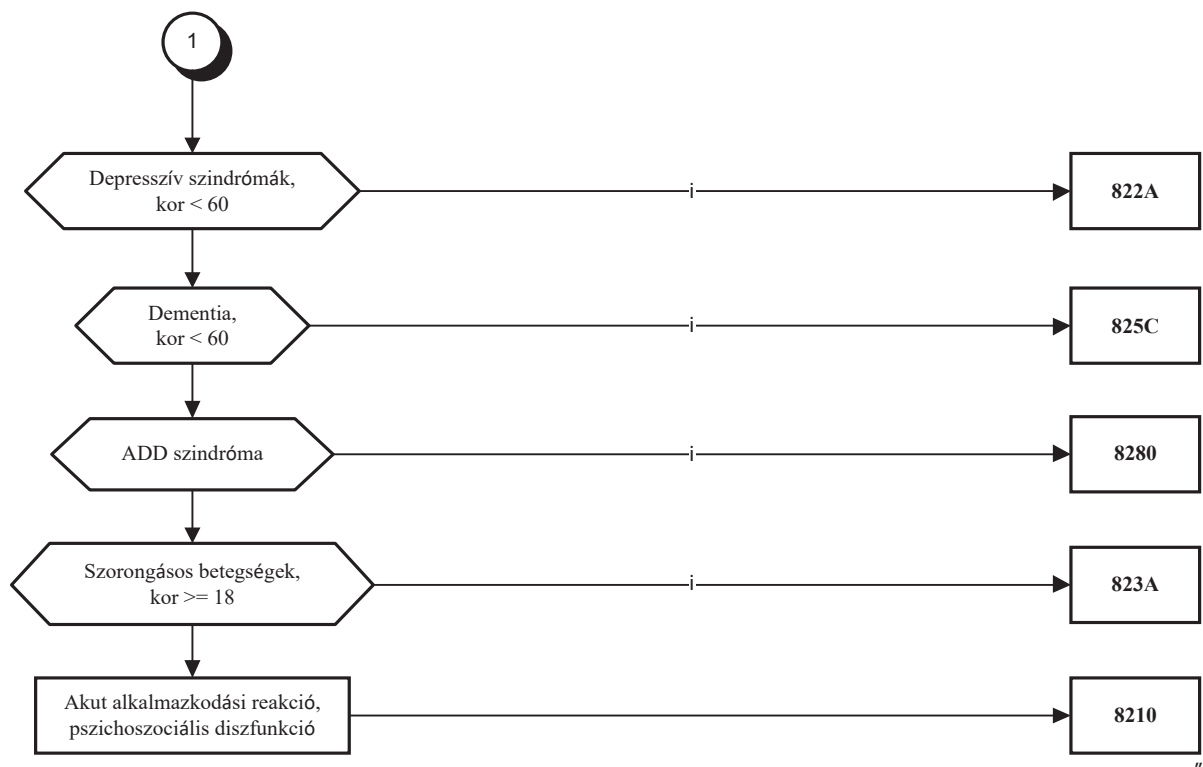 1
Depresszív szindrómák,
kor < 60
i
822A
Dementia,
kor < 60
i
825C
ADD szindróma
i
8280
Szorongásos betegségek,
kor >= 18
i
823A
Akut alkalmazkodási reakció,
pszichoszociális diszfunkció
8210
”